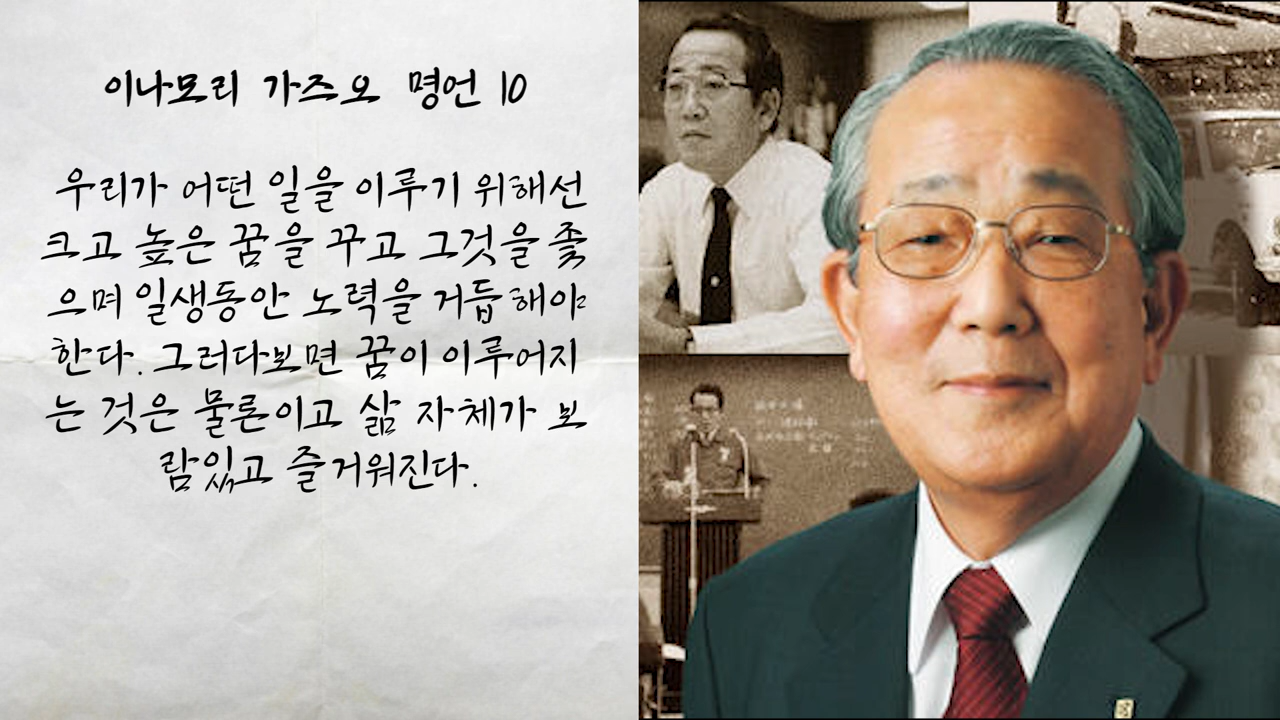 이나모리 가즈오 명언 10
우리가 어떤 일을 이루기 위해선
크고 높은 꿈을 꾸고 그것을 좇
으며 일생동안 노력을 거듭해야
한다. 그러다보면 꿈이 이루어지
는 것은 물론이고 삶 자체가 보
람있고 즐거워진다.